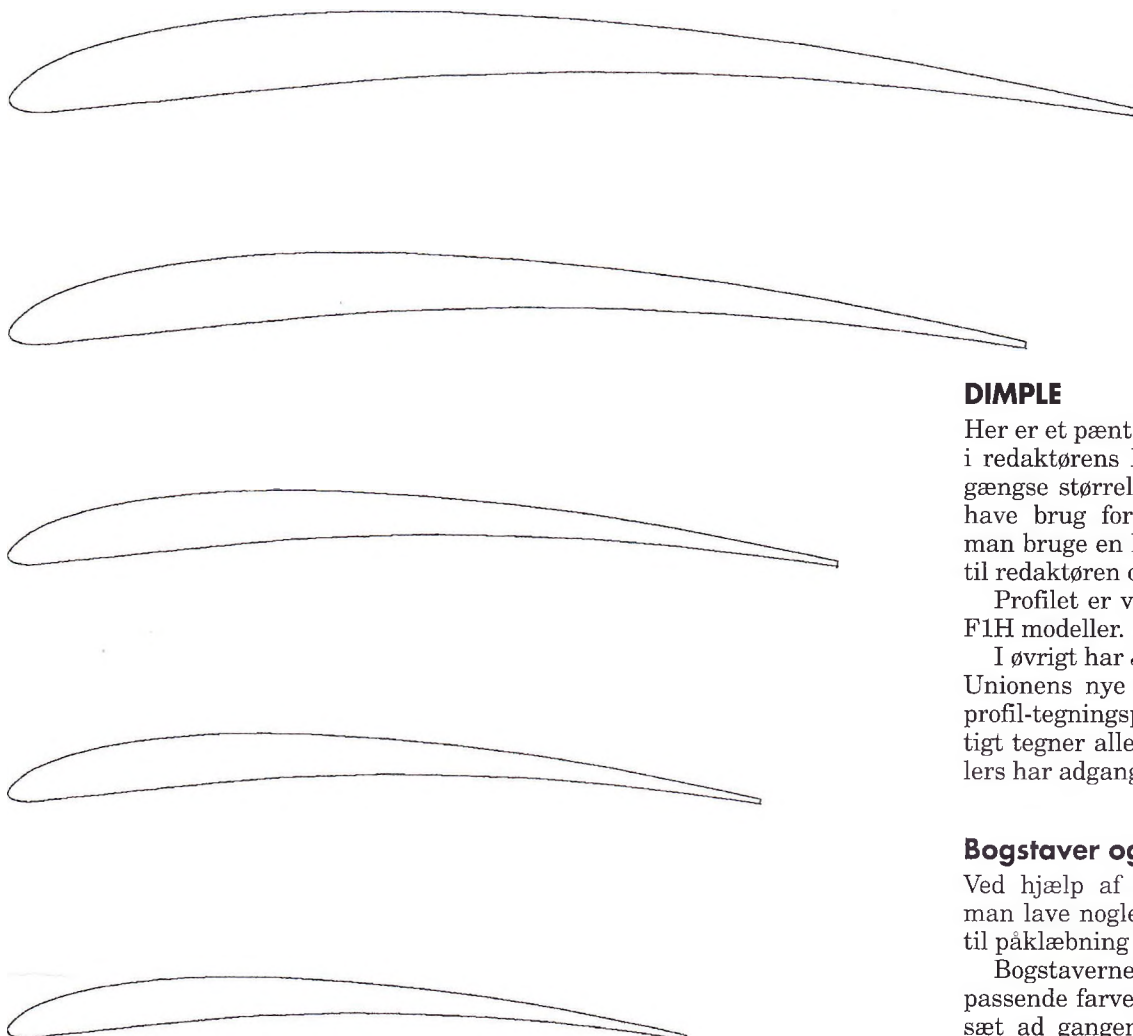 DIMPLE
Her er et pænt
i redaktørens
gængse størrel
have brug for
man bruge en
til redaktøren
Profilet er v
F1H modeller.
I øvrigt har
Unionens nye
profil-tegningsp
tigt tegner alle
lers har adgang
Bogstaver og
Ved hjælp af
man lave nogle
til påklæbning
Bogstaverne
passende farve
sæt ad ganger